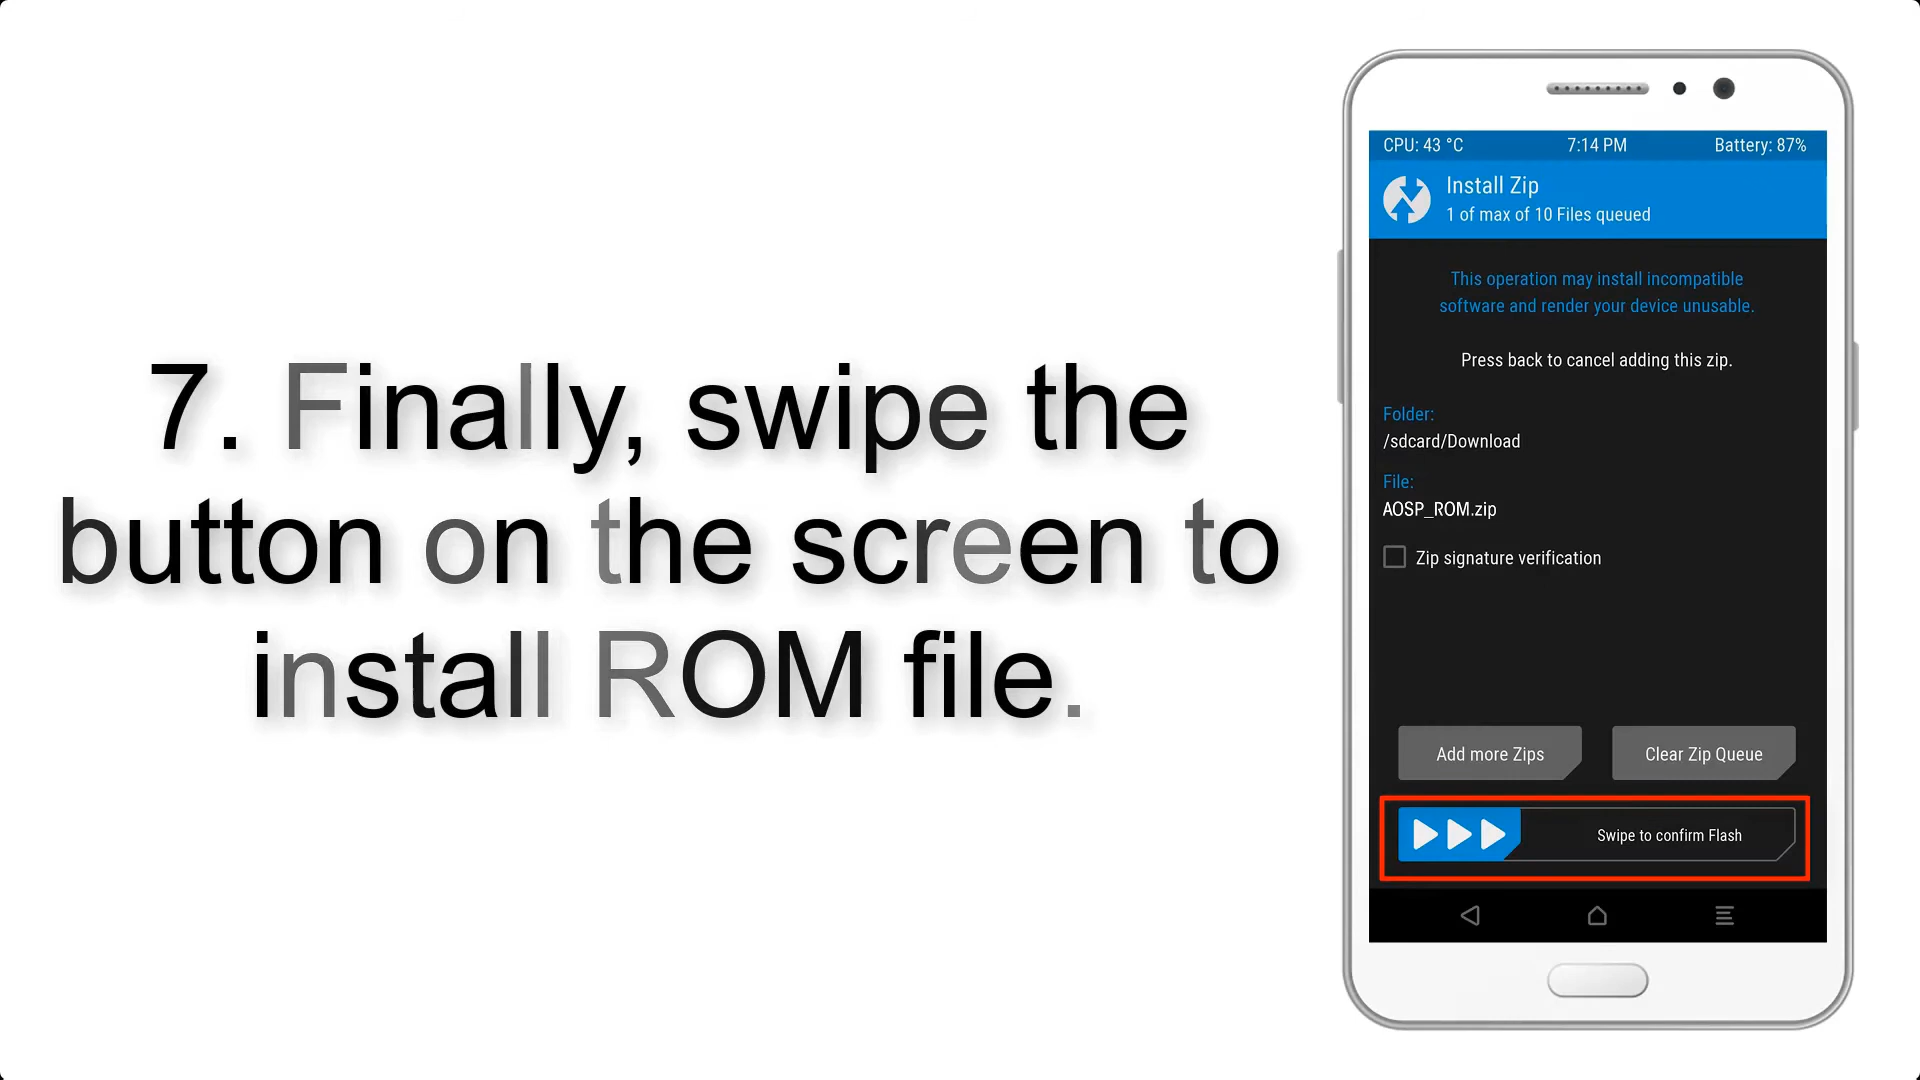 7. Finally, swipe the
button on the screen to
install ROM file.
CPU: 43 °C 7:14 PM Battery: 87%
Install Zip
1 of max of 10 Files queued
This operation may install incompatible
software and render your device unusable.
Press back to cancel adding this zip.
Folder:
/sdcard/Download
File:
AOSP_ROM.zip
Zip signature verification
Add more Zips Clear Zip Queue
Swipe to confirm Flash